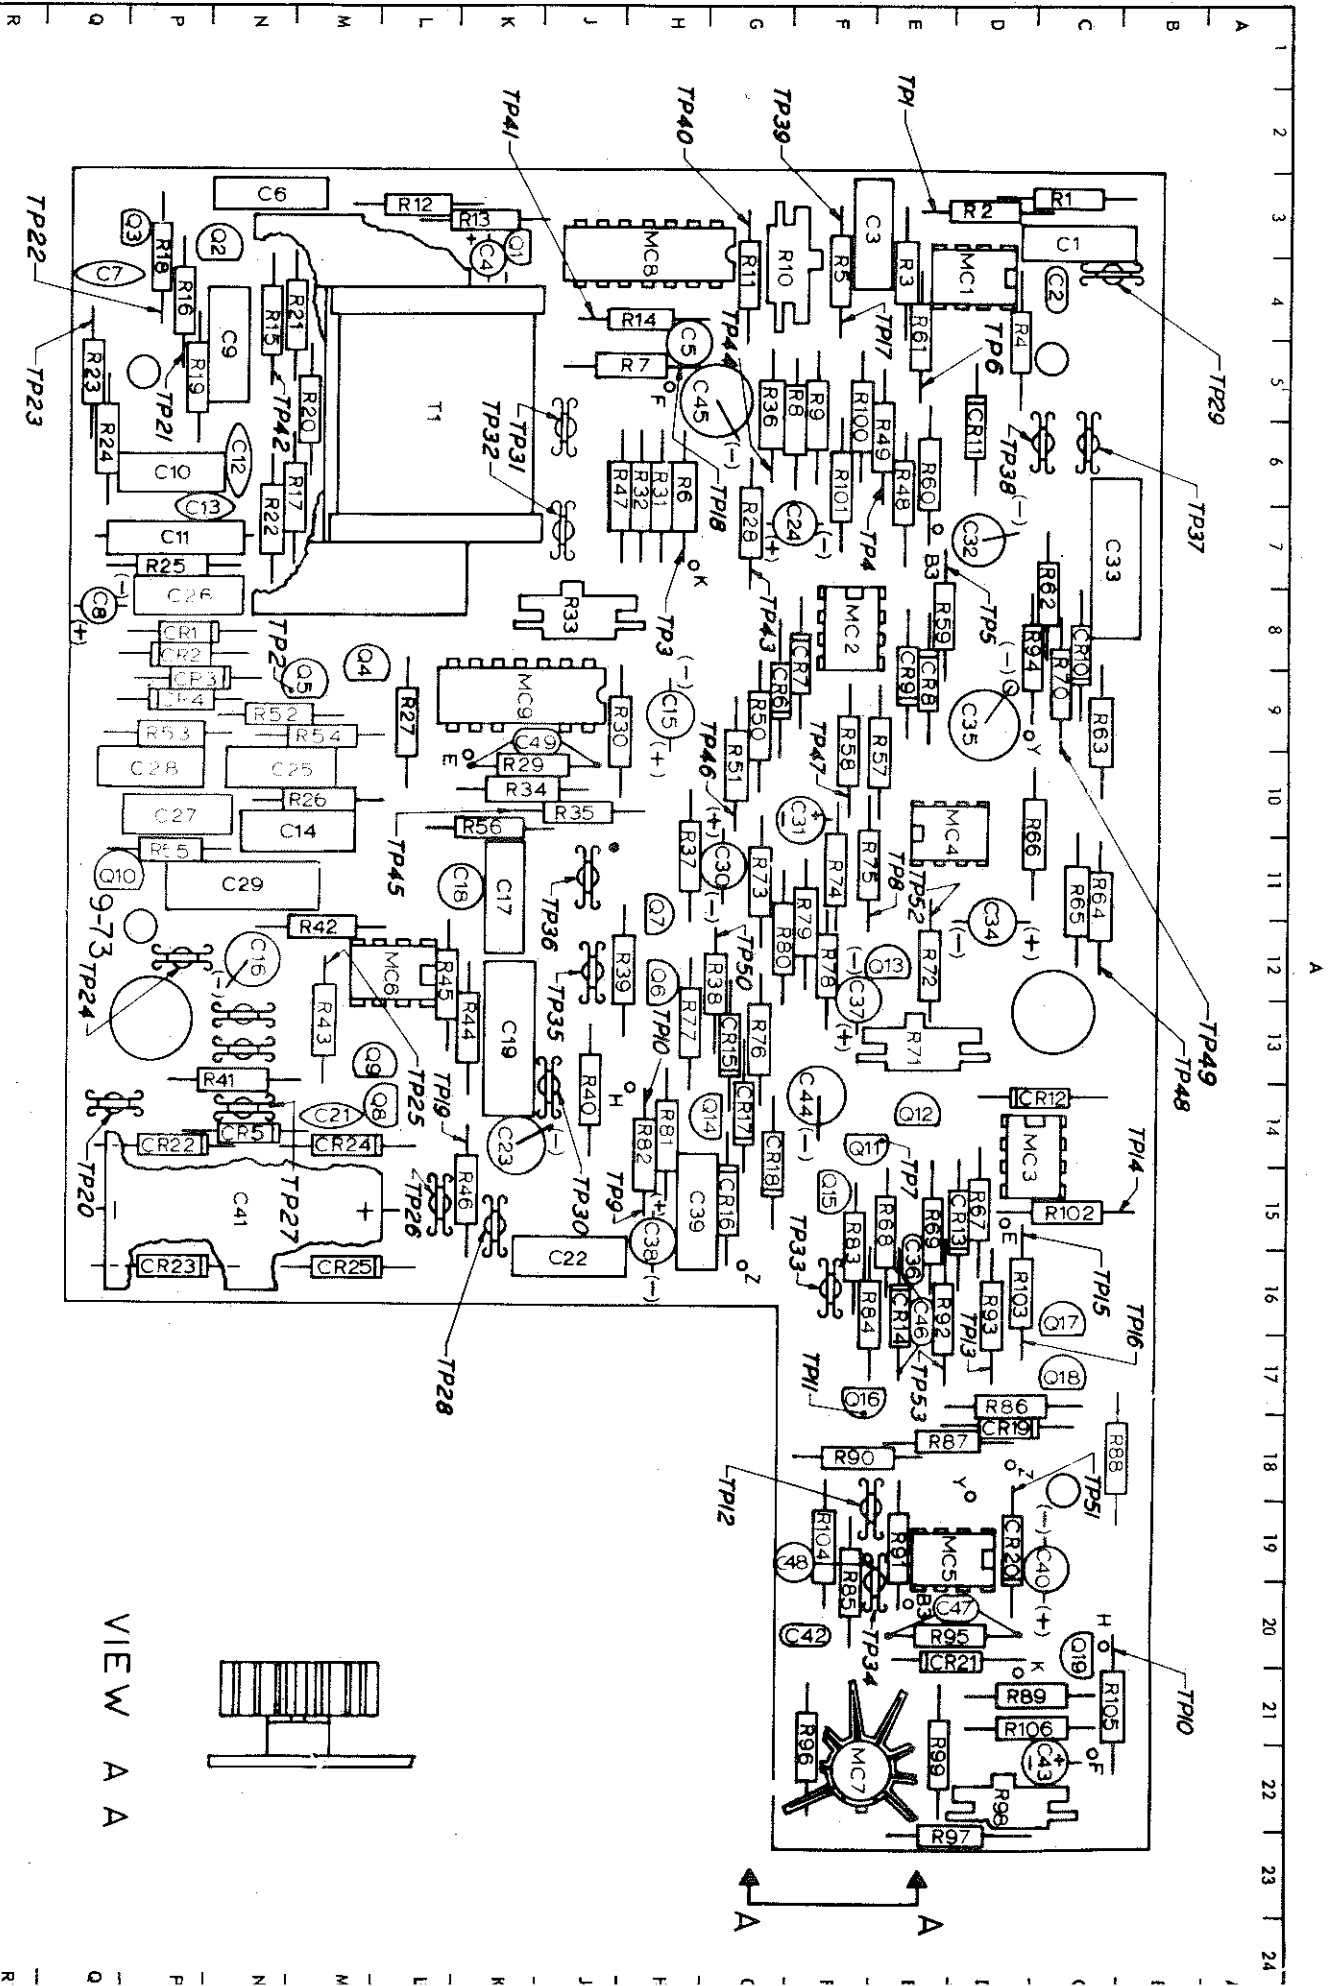 R Q P N M L K J H G F E D C B A
1
2
3
4
5
6
7
8
9
10
11
12
13
14
15
16
17
18
19
20
21
22
23
24
A
TP22
TP23
TP41
TP40
TP39
TP1
TP29
C6
R12
R13
Q1
C4
+
Q3
R18
Q2
C7
R16
MC8
R11
R10
R5
C3
R3
R2
R1
C1
MC1
C2
R4
C9
R15
R21
R14
C5
TP44
TP17
R61
TP6
R23
R19
TP21
TP42
R20
T1
TP32
TP31
R7
F
C45
(-)
R36
R8
R9
R100
R49
CR11
TP38
TP37
R24
C10
C12
R17
C13
R22
C11
R47
R32
R31
R6
TP18
R28
C24
(+)
(-)
R101
TP4
R48
R60
C32
(-)
C33
R25
C26
C8
(-)
(+)
K
TP3
R33
TP43
MC2
B3
R59
TP5
R62
CR1
CR2
CR3
CR4
TP2
Q5
Q4
R27
MC9
R30
C15
(-)
(+)
R50
CR6
CR7
CR9
CR8
(-)
C35
R94
R70
CR10
R63
Y
R52
R53
R54
C28
C25
E
C49
R29
R34
R35
TP46
R51
TP47
R58
R57
R26
C27
C14
R56
TP45
R37
(+)
C30
(-)
C31
+
R73
R74
R75
TP8
MC4
R66
TP49
TP48
Q10
C29
C18
C17
TP36
Q7
R79
TP52
C34
(-)
(+)
R65
R64
9-73
R42
C16
(-)
TP24
MC6
R45
R44
R39
TP35
Q6
TP50
R38
R80
R78
(-)
C37
(+)
Q13
R72
R43
Q9
TP25
C19
R40
TP10
R77
CR15
R76
R71
R41
C21
Q8
TP19
H
Q14
CR17
C44
(-)
Q12
CR12
TP20
CR22
CR5
CR24
C23
(-)
R82
R81
CR18
Q11
TP7
MC3
TP14
C41
-
+
TP27
TP26
R46
TP30
TP9
(+)
C38
(-)
C39
CR16
Z
Q15
TP33
R83
R68
R69
CR13
R67
E
R102
TP15
CR23
CR25
TP28
C22
R84
C36
CR14
C46
R92
R93
R103
Q17
TP16
TP11
Q16
TP53
TP13
Q18
R86
CR19
R87
R90
R88
TP12
Y
Z
TP51
R104
C48
R85
R91
MC5
CR20
(-)
C40
(+)
C42
TP34
B3
C47
R95
CR21
H
Q19
TP10
K
R89
R105
R106
R96
MC7
R99
C43
+
F
R98
R97
A
A
VIEW A A